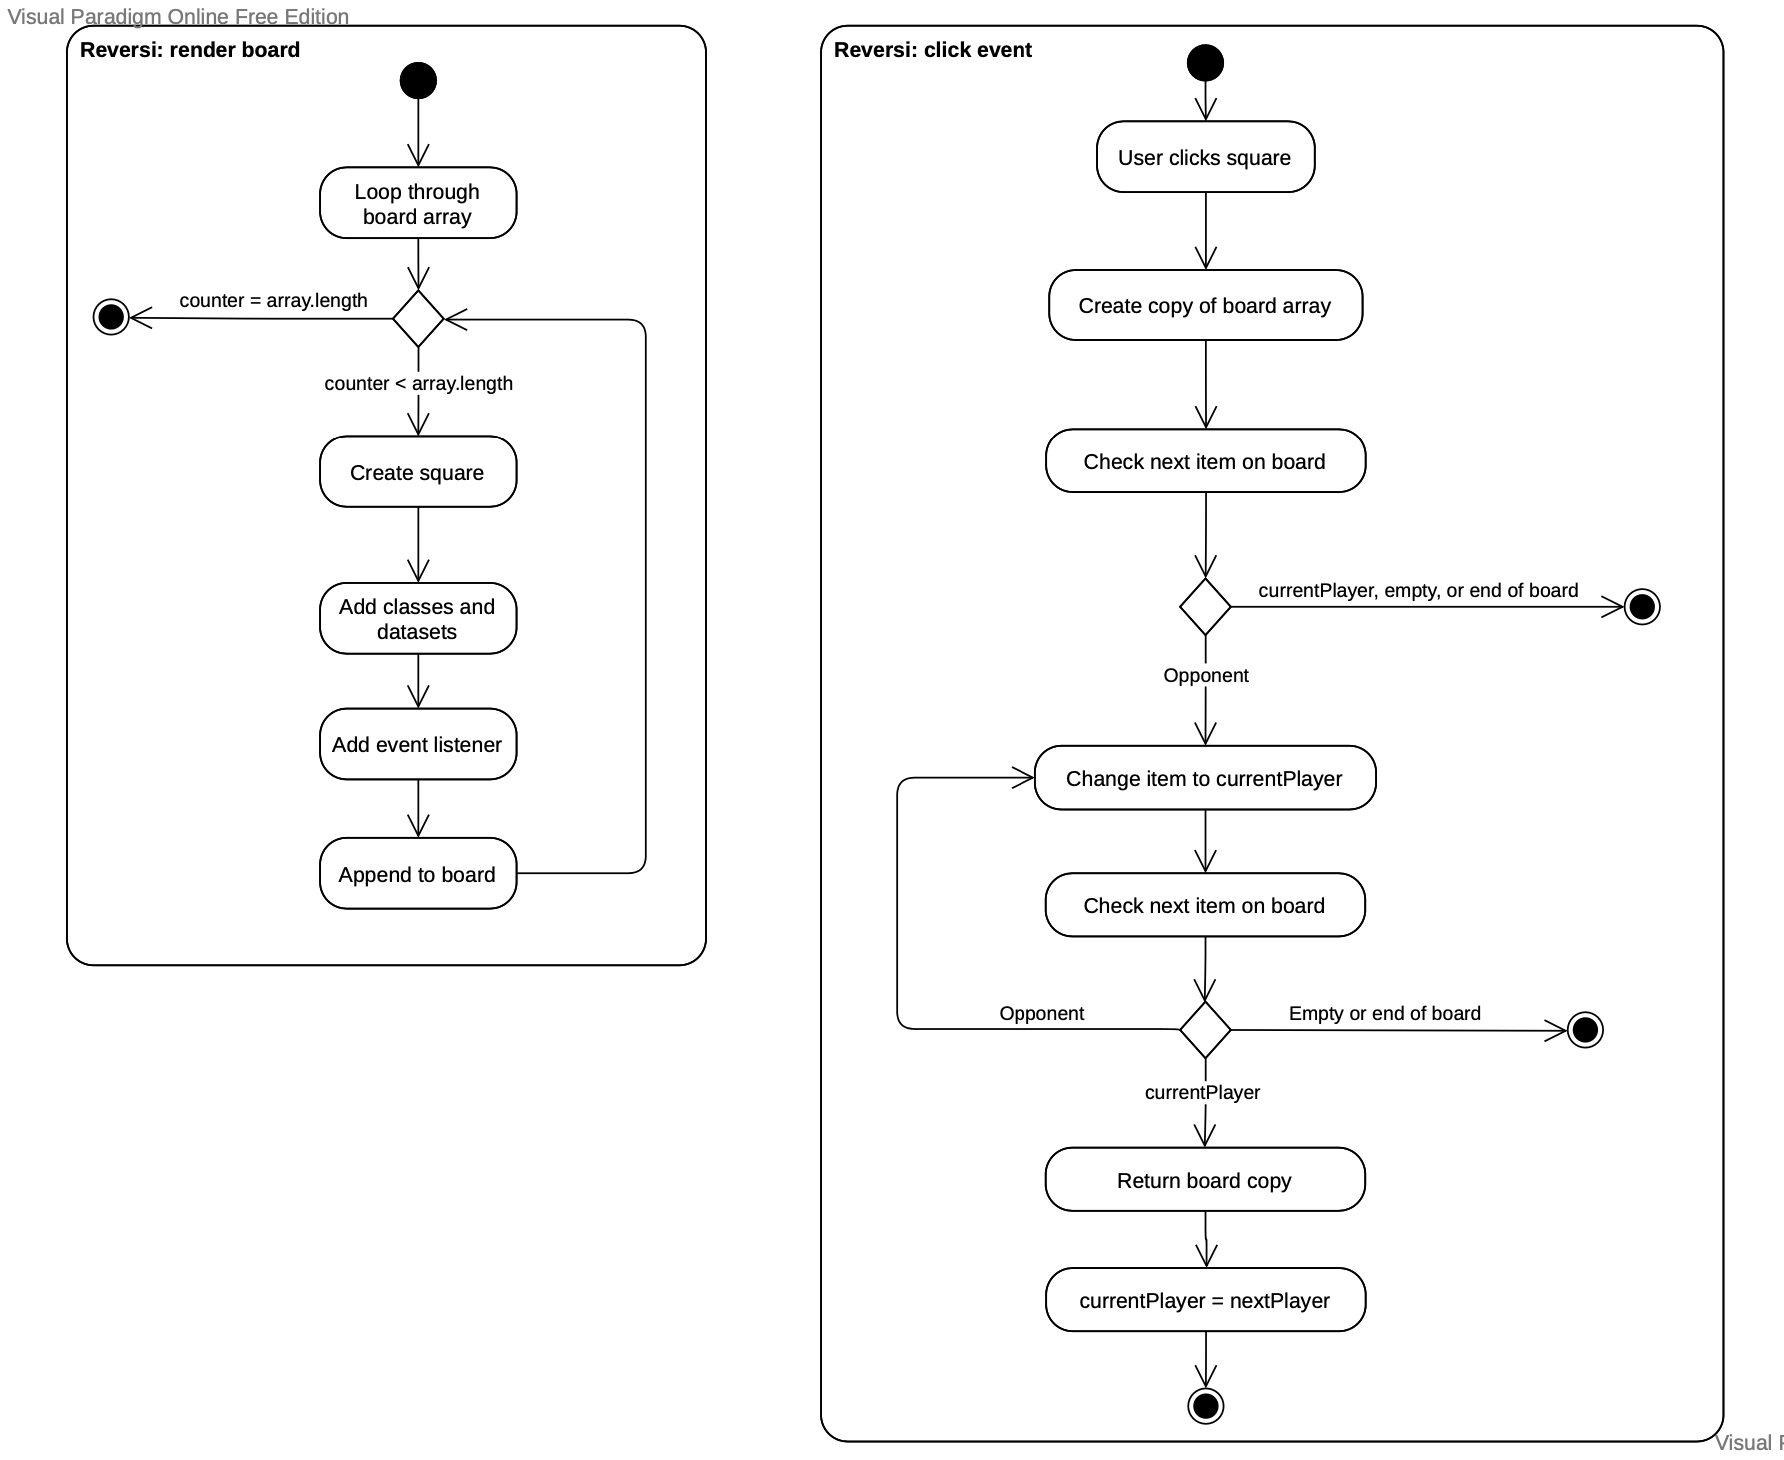 Visual Paradigm Online Free Edition
Reversi: render board
Loop through
board array
counter = array.length
counter < array.length
Create square
Add classes and
datasets
Add event listener
Append to board
Reversi: click event
User clicks square
Create copy of board array
Check next item on board
currentPlayer, empty, or end of board
Opponent
Change item to currentPlayer
Check next item on board
Opponent
Empty or end of board
currentPlayer
Return board copy
currentPlayer = nextPlayer
Visual